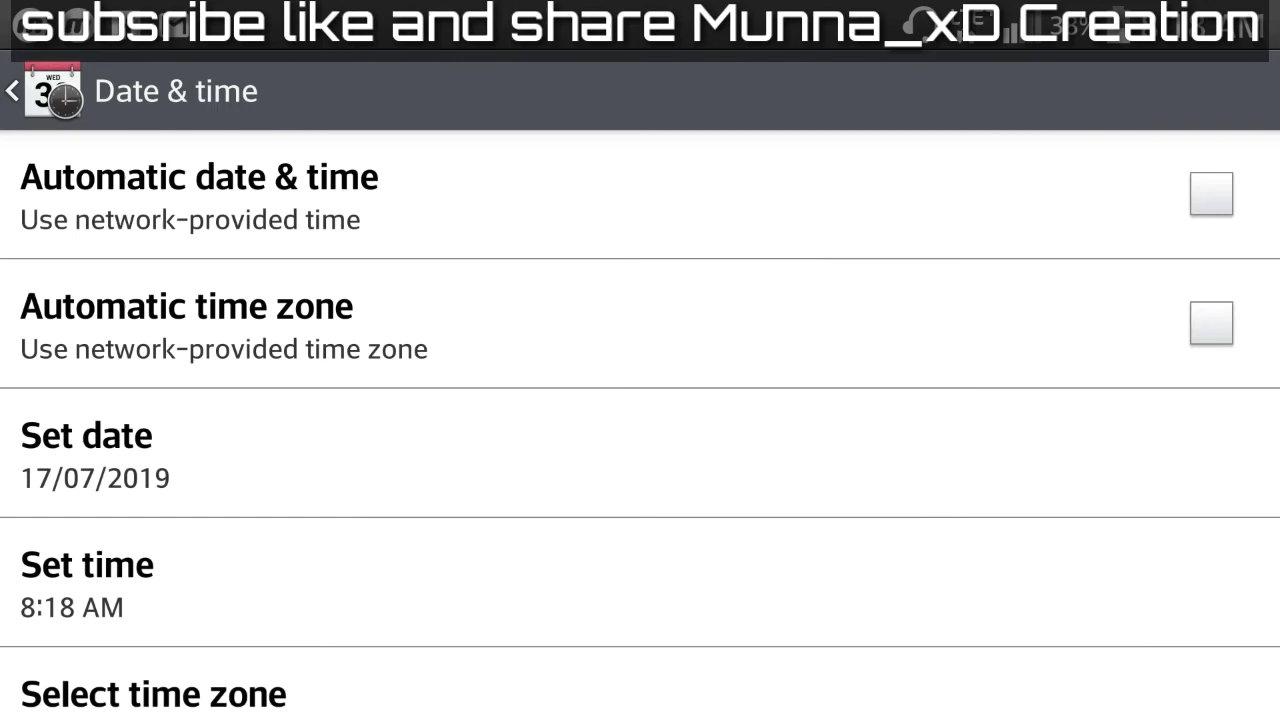 subsribe like and share Munna_xD Creation
WED
Date & time
Automatic date & time
Use network-provided time
Automatic time zone
Use network-provided time zone
Set date
17/07/2019
Set time
8:18 AM
Select time zone